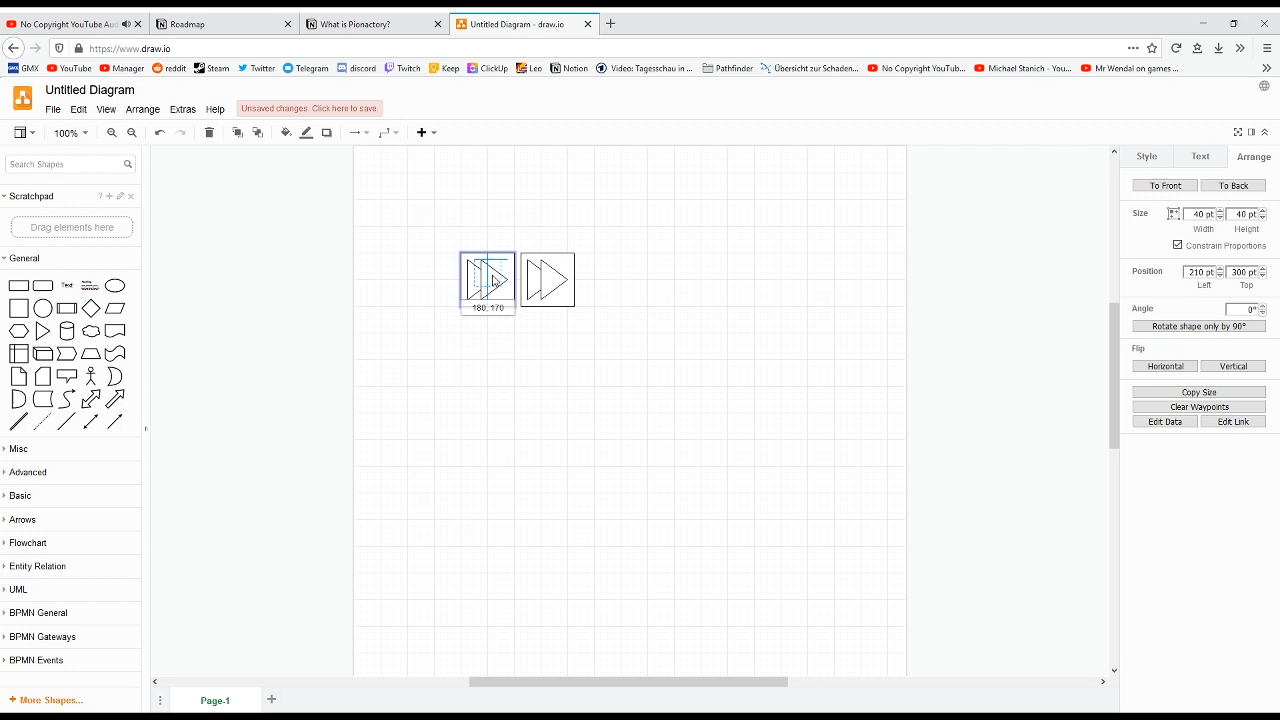 No Copyright YouTube Aud
Roadmap
What is Pionactory?
Untitled Diagram - draw.io
https://www.draw.io
GMX
YouTube
Manager
reddit
Steam
Twitter
Telegram
discord
Twitch
Keep
ClickUp
Notion
Video: Tagesschau in ...
Pathfinder
Übersicht zur Schaden...
No Copyright YouTube...
Michael Stanich - You...
Mr Wendal on games...
Untitled Diagram
File Edit View Arrange Extras Help
Unsaved changes. Click here to save.
100%
Search Shapes
Style Text Arrange
To Front To Back
Scratchpad
?
Drag elements here
Size 40 pt 40 pt
Width Height
Constrain Proportions
General
Position 210 pt 300 pt
Left Top
Text
180, 170
Angle 0°
Rotate shape only by 90°
Flip
Horizontal Vertical
Copy Size
Clear Waypoints
Edit Data Edit Link
Misc
Advanced
Basic
Arrows
Flowchart
Entity Relation
UML
BPMN General
BPMN Gateways
BPMN Events
+ More Shapes...
Page-1